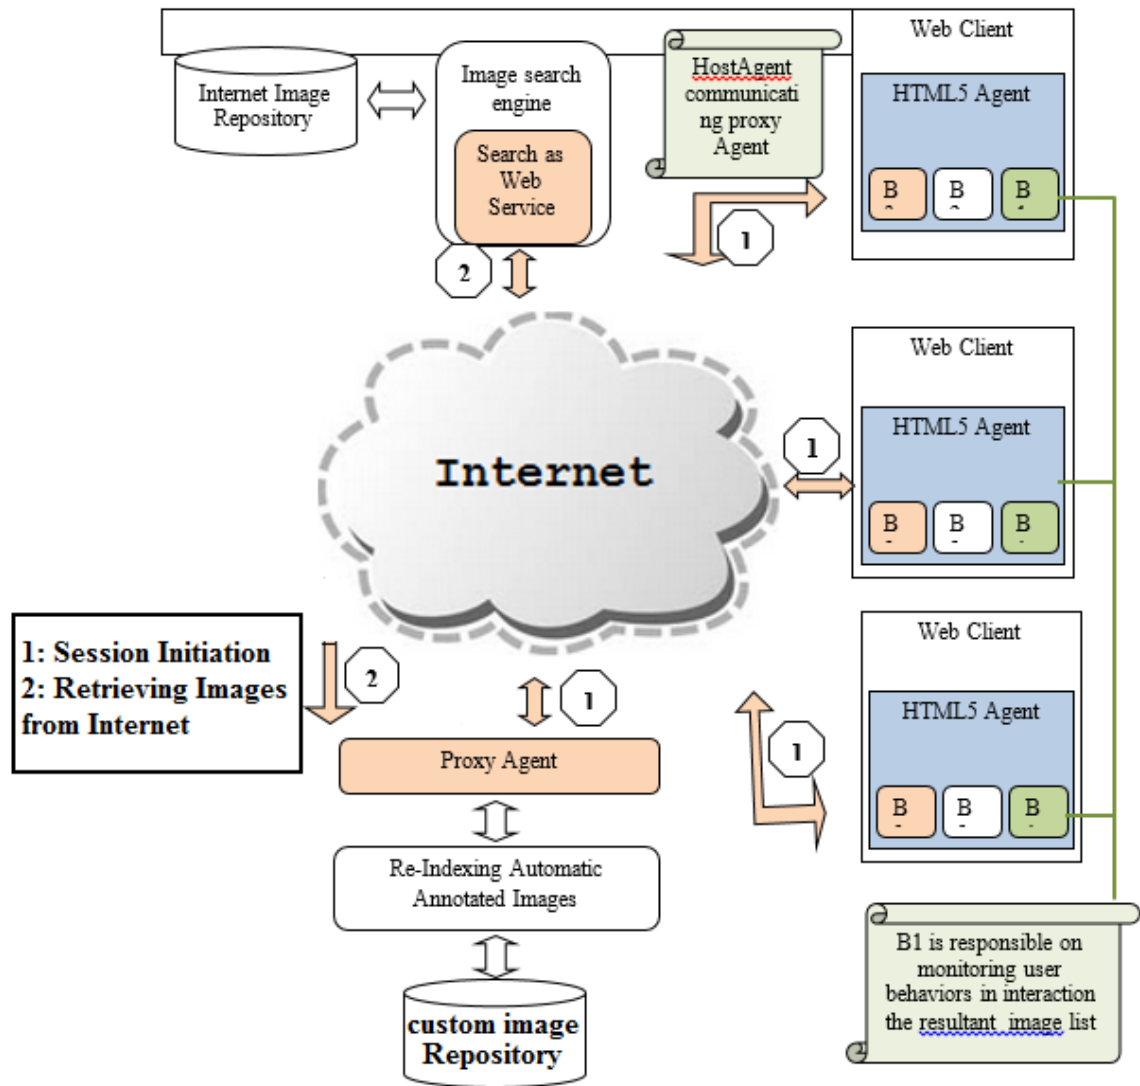 Web Client
HTML5 Agent
B
B
B
HostAgent
communicati
ng proxy
Agent
Image search
engine
Search as
Web
Service
Internet Image
Repository
1
2
Web Client
HTML5 Agent
B
B
B
1
Internet
1: Session Initiation
2: Retrieving Images
from Internet
2
1
1
Web Client
HTML5 Agent
B
B
B
Proxy Agent
Re-Indexing Automatic
Annotated Images
custom image
Repository
B1 is responsible on
monitoring user
behaviors in interaction
the resultant image list